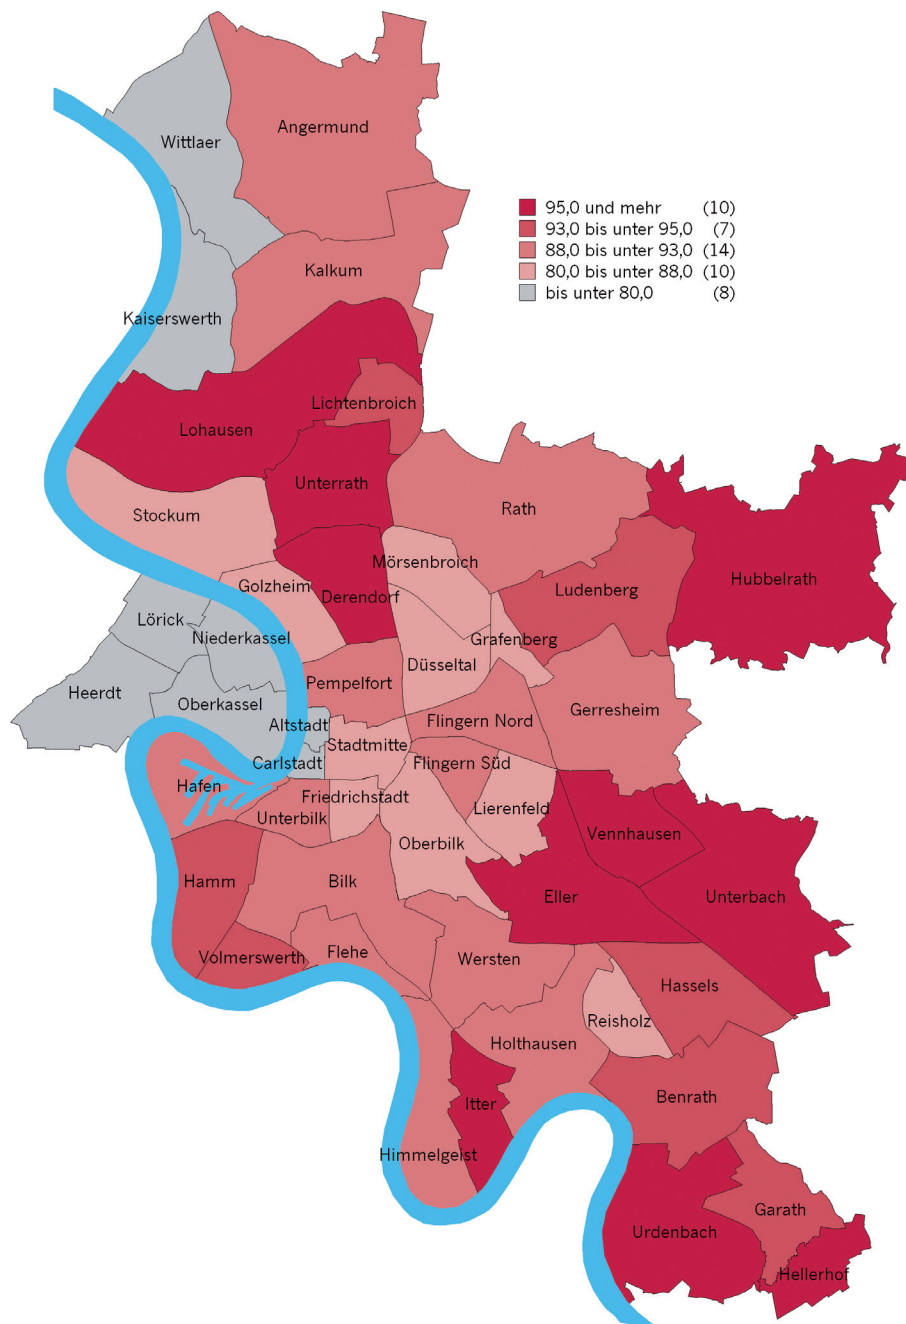 Angermund
Wittlaer
95,0 und mehr (10)
93,0 bis unter 95,0 (7)
88,0 bis unter 93,0 (14)
80,0 bis unter 88,0 (10)
bis unter 80,0 (8)
Kalkum
Kaiserswerth
Lichtenbroich
Lohausen
Unterrath
Rath
Stockum
Mörsenbroich
Hubbelrath
Golzheim
Ludenberg
Derendorf
Lörick
Niederkassel
Grafenberg
Düsseltal
Pempelfort
Heerdt
Oberkassel
Gerresheim
Altstadt
Flingern Nord
Stadtmitte
Carlstadt
Flingern Süd
Hafen
Friedrichstadt
Lierenfeld
Unterbilk
Vennhausen
Oberbilk
Hamm
Bilk
Eller
Unterbach
Flehe
Volmerswerth
Wersten
Hassels
Reisholz
Holthausen
Benrath
Itter
Himmelgeist
Garath
Urdenbach
Hellerhof